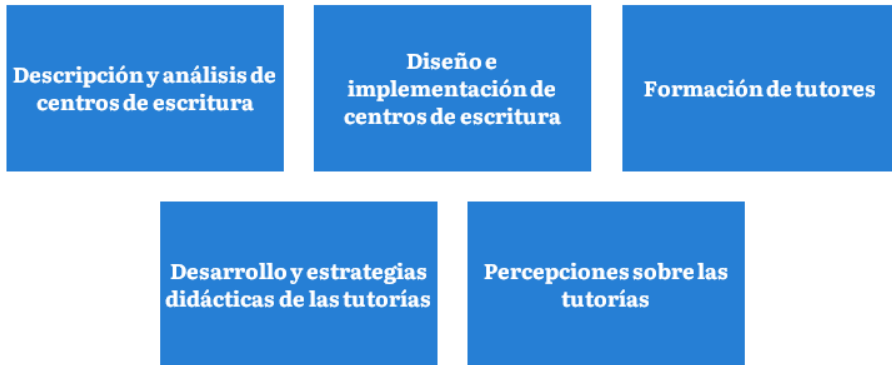 Descripción y análisis de
centros de escritura
Diseño e
implementación de
centros de escritura
Formación de tutores
Desarrollo y estrategias
didácticas de las tutorías
Percepciones sobre las
tutorías